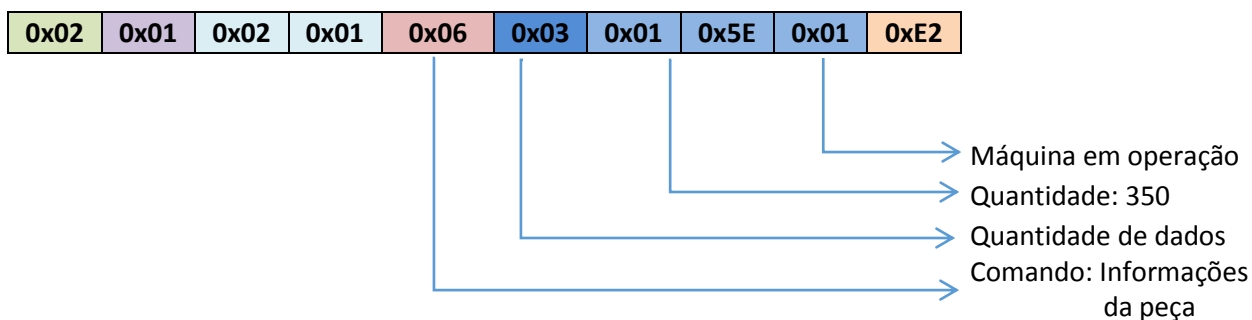 0x02 0x01 0x02 0x01 0x06 0x03 0x01 0x5E 0x01 0xE2
Máquina em operação
Quantidade: 350
Quantidade de dados
Comando: Informações
da peça